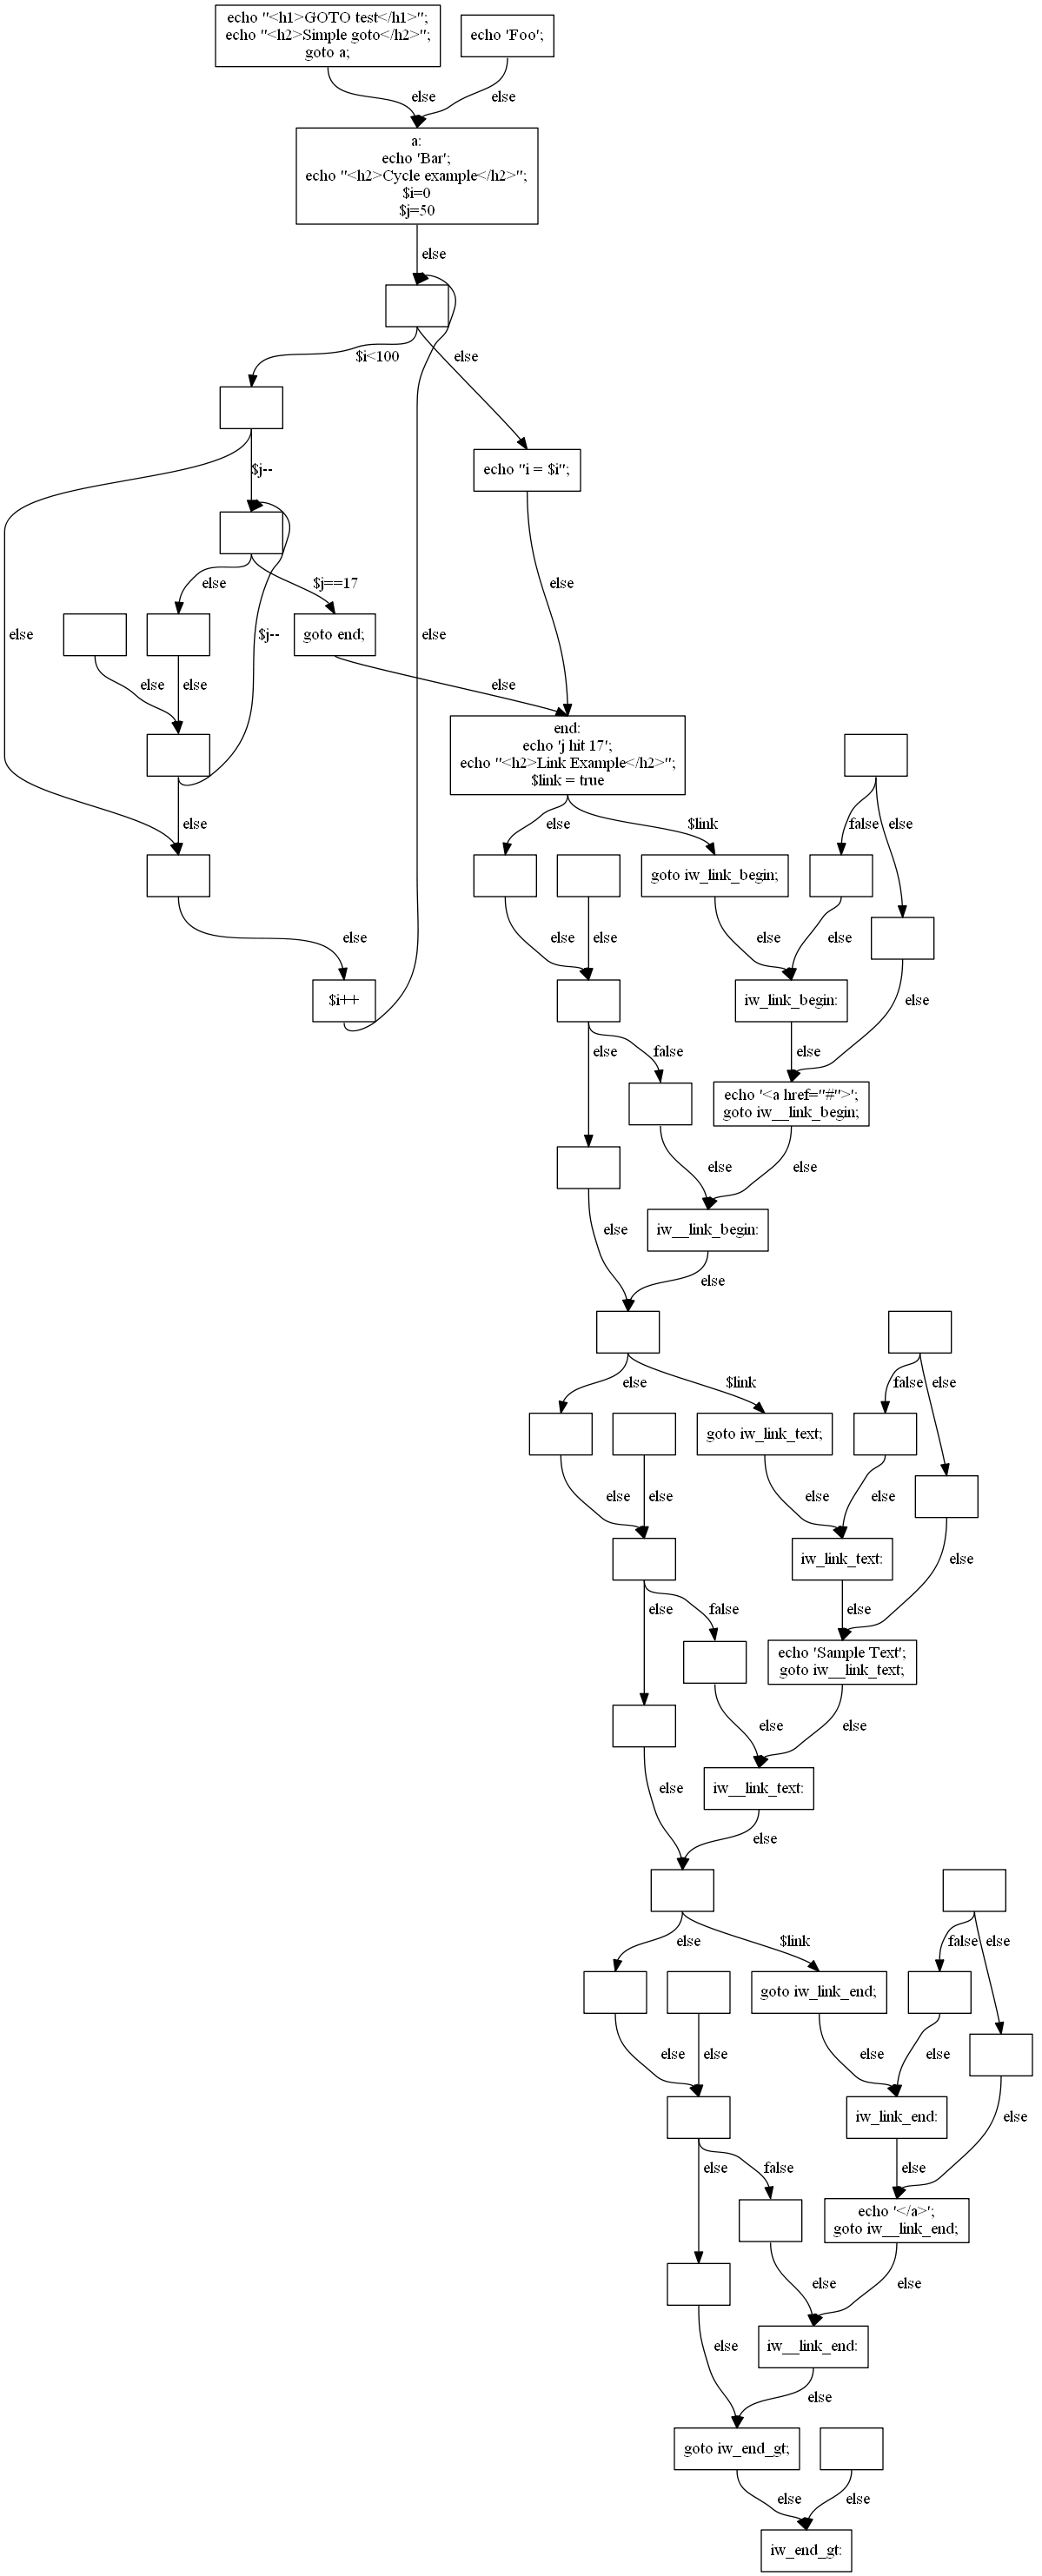 echo "<h1>GOTO test</h1>";
echo "<h2>Simple goto</h2>";
goto a;
echo 'Foo';
else
else
a:
echo 'Bar';
echo "<h2>Cycle example</h2>";
$i=0
$j=50
else
$i<100
else
$j--
echo "i = $i";
else
$j==17
else
else
$j--
goto end;
else
else
else
else
end:
echo 'j hit 17';
echo "<h2>Link Example</h2>";
$link = true
else
else
$link
false
else
goto iw_link_begin;
else
else
else
else
else
$i++
iw_link_begin:
else
else
false
else
echo '<a href="#">';
goto iw__link_begin;
else
else
else
iw__link_begin:
else
else
$link
false
else
goto iw_link_text;
else
else
else
else
iw_link_text:
else
else
false
else
echo 'Sample Text';
goto iw__link_text;
else
else
else
iw__link_text:
else
else
$link
false
else
goto iw_link_end;
else
else
else
else
iw_link_end:
else
else
false
else
echo '</a>';
goto iw__link_end;
else
else
else
iw__link_end:
else
goto iw_end_gt;
else
else
iw_end_gt: